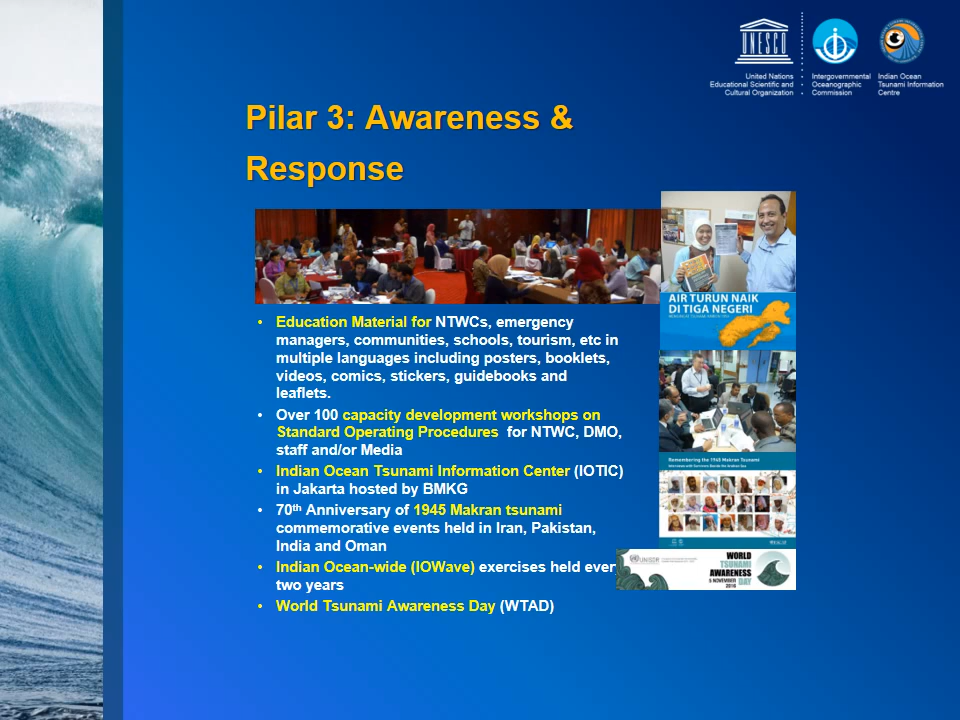 UNESCO
United Nations
Educational Scientific and
Cultural Organization
Intergovernmental
Oceanographic
Commission
Indian Ocean
Tsunami Information
Centre
Pilar 3: Awareness &
Response
• Education Material for NTWCs, emergency
managers, communities, schools, tourism, etc in
multiple languages including posters, booklets,
videos, comics, stickers, guidebooks and
leaflets.
• Over 100 capacity development workshops on
Standard Operating Procedures for NTWC, DMO,
staff and/or Media
• Indian Ocean Tsunami Information Center (IOTIC)
in Jakarta hosted by BMKG
• 70th Anniversary of 1945 Makran tsunami
commemorative events held in Iran, Pakistan,
India and Oman
• Indian Ocean-wide (IOWave) exercises held every
two years
• World Tsunami Awareness Day (WTAD)
AIR TURUN NAIK
DI TIGA NEGERI
Remembering the 1945 Makran Tsunami
UNISDR
WORLD
TSUNAMI
AWARENESS
DAY
5 NOVEMBER
2016